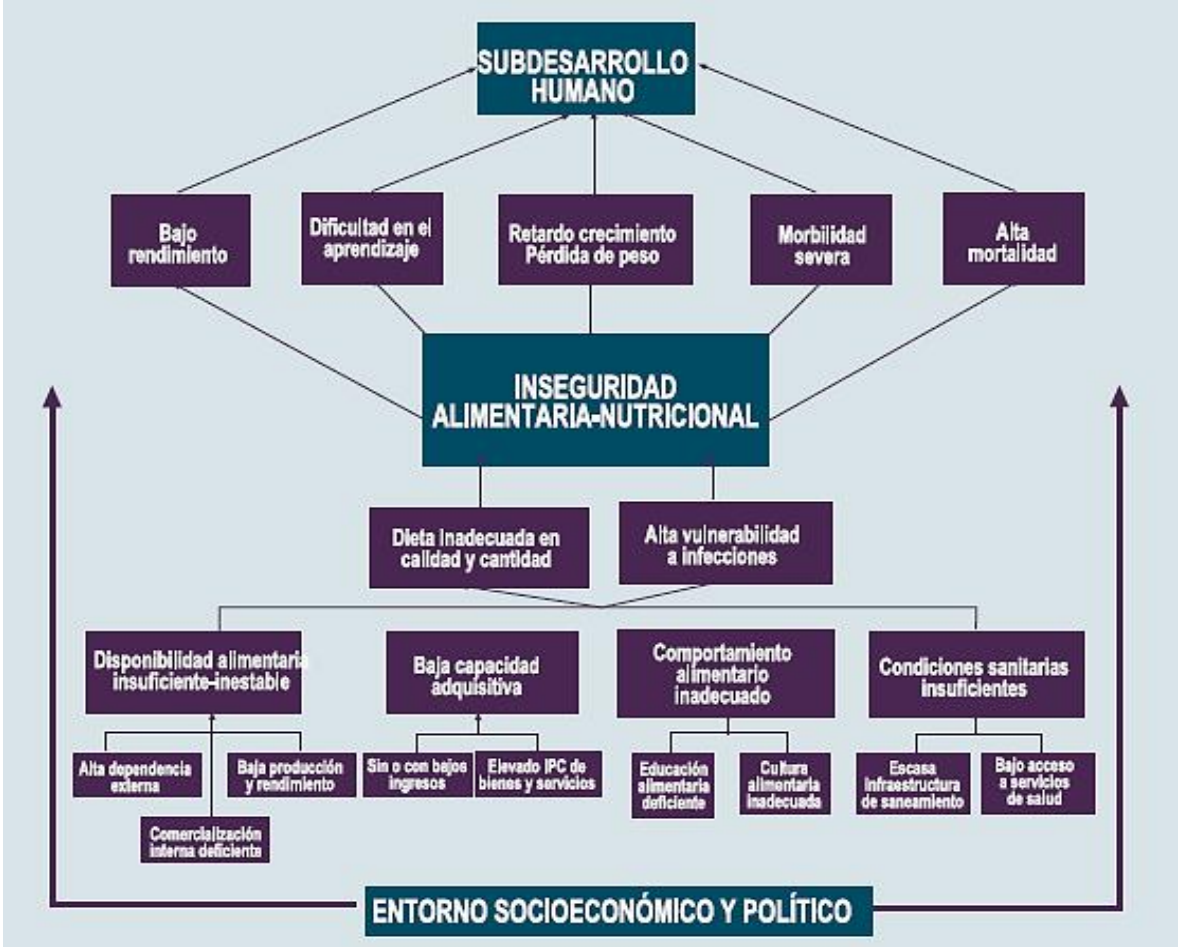 SUBDESARROLLO
HUMANO
Bajo
rendimiento
Dificultad en el
aprendizaje
Retardo crecimiento
Pérdida de peso
Morbilidad
severa
Alta
mortalidad
INSEGURIDAD
ALIMENTARIA-NUTRICIONAL
Dieta inadecuada en
calidad y cantidad
Alta vulnerabilidad
a infecciones
Disponibilidad alimentaria
insuficiente-inestable
Baja capacidad
adquisitiva
Comportamiento
alimentario
inadecuado
Condiciones sanitarias
insuficientes
Alta dependencia
externa
Comercialización
interna deficiente
Baja producción
y rendimiento
Sin o con bajos
ingresos
Elevado IPC de
bienes y servicios
Educación
alimentaria
deficiente
Cultura
alimentaria
inadecuada
Escasa
infraestructura
de saneamiento
Bajo acceso
a servicios
de salud
ENTORNO SOCIOECONÓMICO Y POLÍTICO